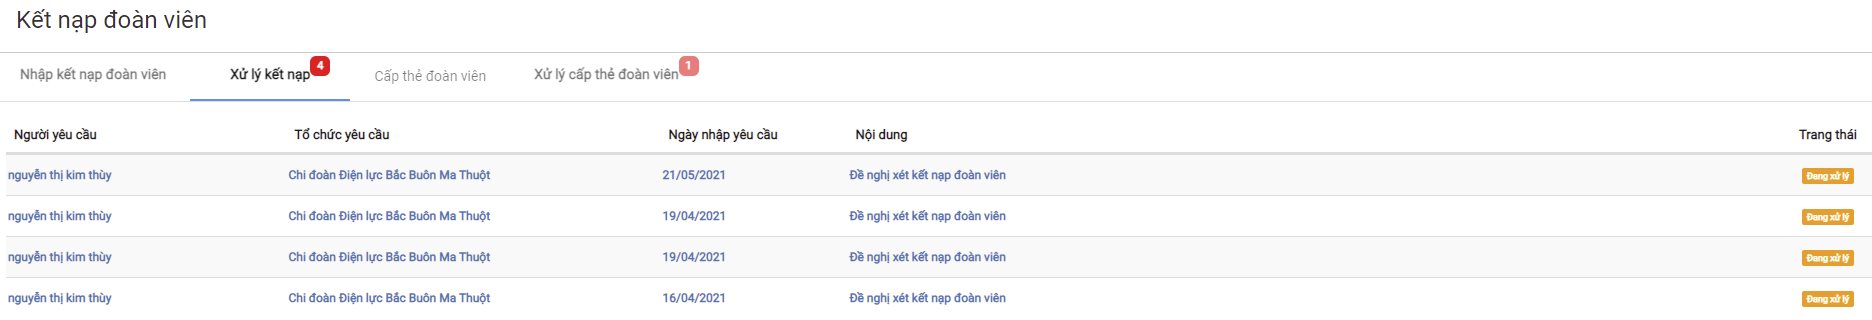 Kết nạp đoàn viên
Nhập kết nạp đoàn viên Xử lý kết nạp 4 Cấp thẻ đoàn viên Xử lý cấp thẻ đoàn viên 1
Người yêu cầu Tổ chức yêu cầu Ngày nhập yêu cầu Nội dung Trang thái
nguyễn thị kim thùy Chi đoàn Điện lực Bắc Buôn Ma Thuột 21/05/2021 Đề nghị xét kết nạp đoàn viên Đang xử lý
nguyễn thị kim thùy Chi đoàn Điện lực Bắc Buôn Ma Thuột 19/04/2021 Đề nghị xét kết nạp đoàn viên Đang xử lý
nguyễn thị kim thùy Chi đoàn Điện lực Bắc Buôn Ma Thuột 19/04/2021 Đề nghị xét kết nạp đoàn viên Đang xử lý
nguyễn thị kim thùy Chi đoàn Điện lực Bắc Buôn Ma Thuột 16/04/2021 Đề nghị xét kết nạp đoàn viên Đang xử lý